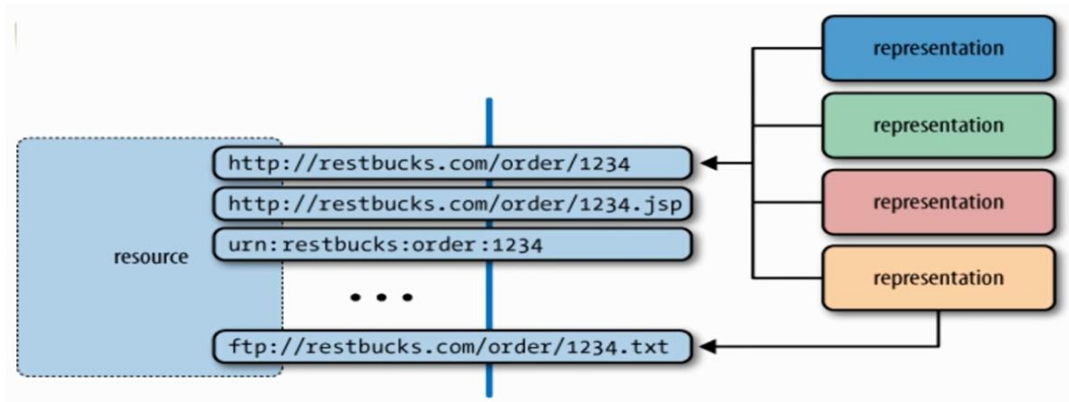 representation
representation
http://restbucks.com/order/1234
http://restbucks.com/order/1234.jsp
representation
urn:restbucks:order:1234
resource
representation
...
ftp://restbucks.com/order/1234.txt